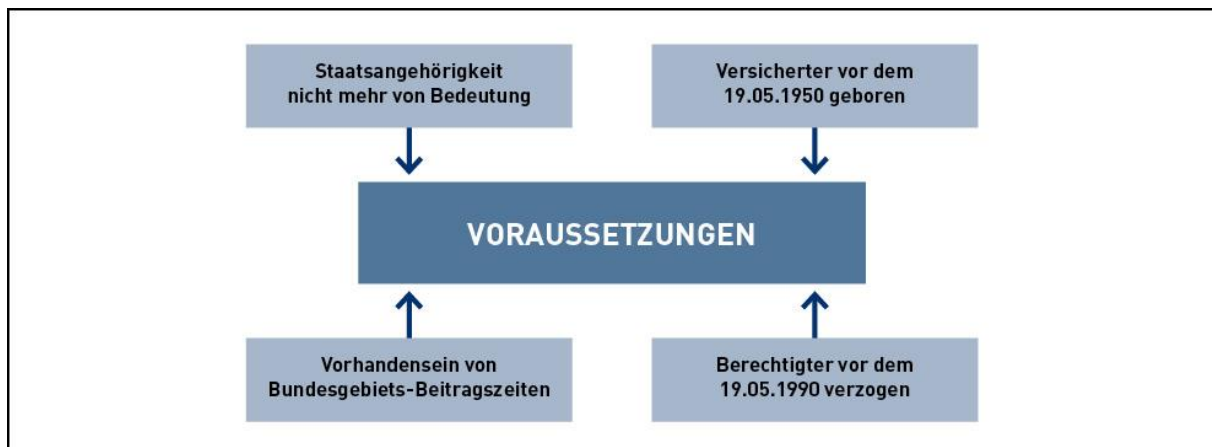 Staatsangehörigkeit
nicht mehr von Bedeutung
Versicherter vor dem
19.05.1950 geboren
VORAUSSETZUNGEN
Vorhandensein von
Bundesgebiets-Beitragszeiten
Berechtigter vor dem
19.05.1990 verzogen